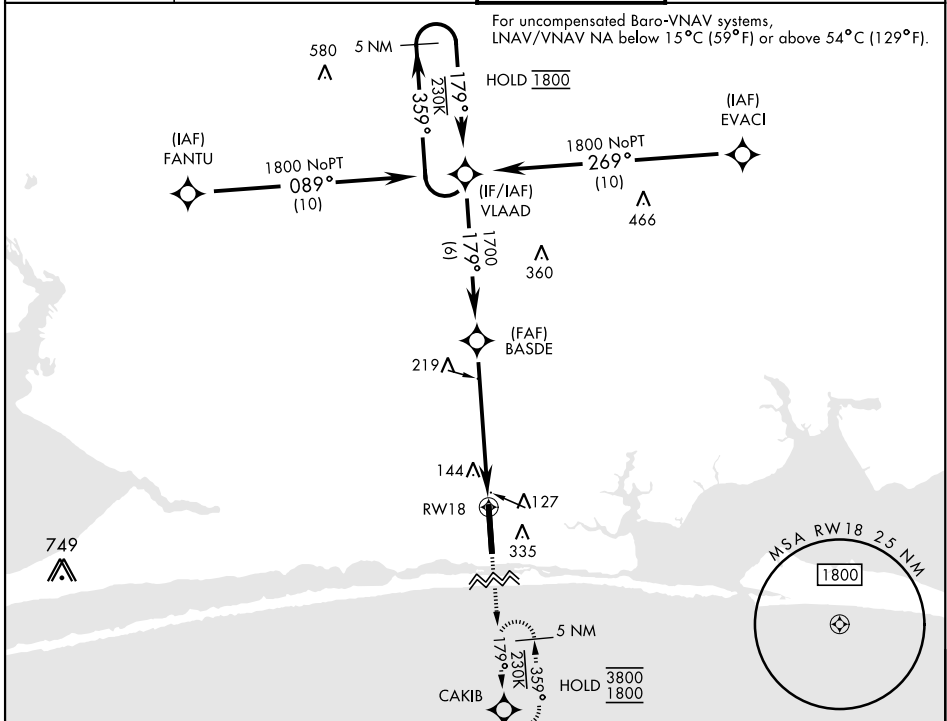 For uncompensated Baro-VNAV systems,
LNAV/VNAV NA below 15°C (59°F) or above 54°C (129°F).
580
5 NM
HOLD 1800
179°
230K
359°
(IAF)
FANTU
1800 NoPT
089°
(10)
(IAF)
EVACI
1800 NoPT
269°
(10)
(IF/IAF)
VLAAD
466
1700
179°
(6)
360
(FAF)
BASDE
219
144
127
RW18
335
749
MSA RW18 25 NM
1800
5 NM
179°
230K
359°
HOLD 3800
1800
CAKIB